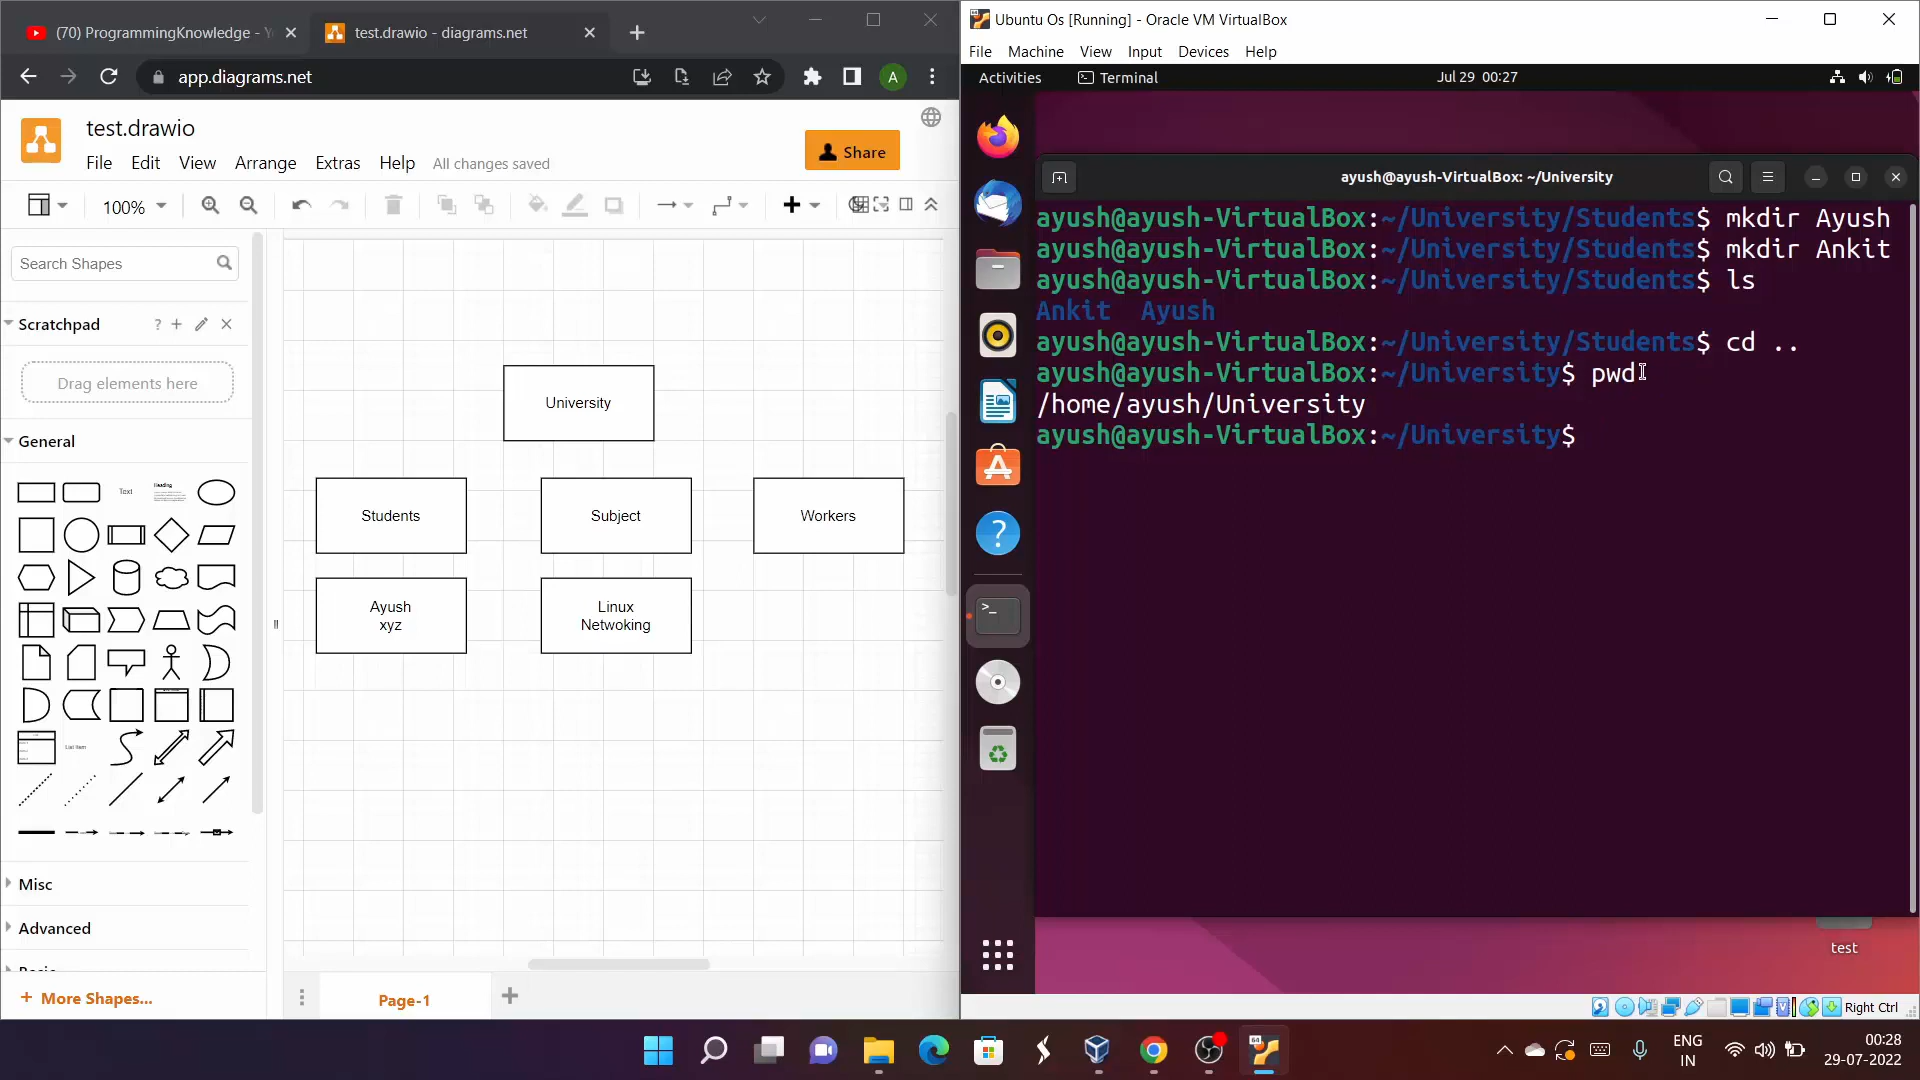 (70) ProgrammingKnowledge - Y
test.drawio - diagrams.net
app.diagrams.net
A
test.drawio
File Edit View Arrange Extras Help All changes saved
Share
100%
Search Shapes
Scratchpad
?
Drag elements here
General
Text
Heading
List Item
Misc
Advanced
Basic
+ More Shapes...
University
Students
Subject
Workers
Ayush
xyz
Linux
Netwoking
Page-1
Ubuntu Os [Running] - Oracle VM VirtualBox
File Machine View Input Devices Help
Activities
Terminal
Jul 29 00:27
ayush@ayush-VirtualBox: ~/University
ayush@ayush-VirtualBox:~/University/Students$ mkdir Ayush
ayush@ayush-VirtualBox:~/University/Students$ mkdir Ankit
ayush@ayush-VirtualBox:~/University/Students$ ls
Ankit Ayush
ayush@ayush-VirtualBox:~/University/Students$ cd ..
ayush@ayush-VirtualBox:~/University$ pwd
/home/ayush/University
ayush@ayush-VirtualBox:~/University$
test
Right Ctrl
ENG
IN
00:28
29-07-2022